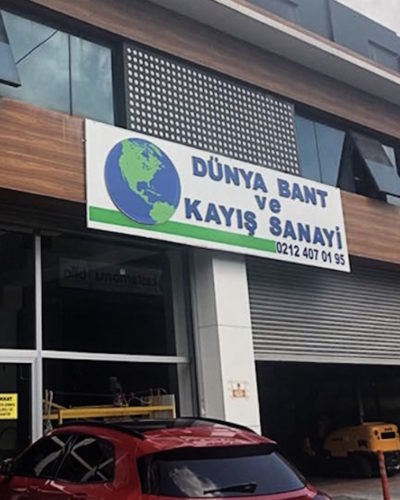 DÜNYA BANT
ve
KAYIŞ SANAYİ
0212 407 01 95